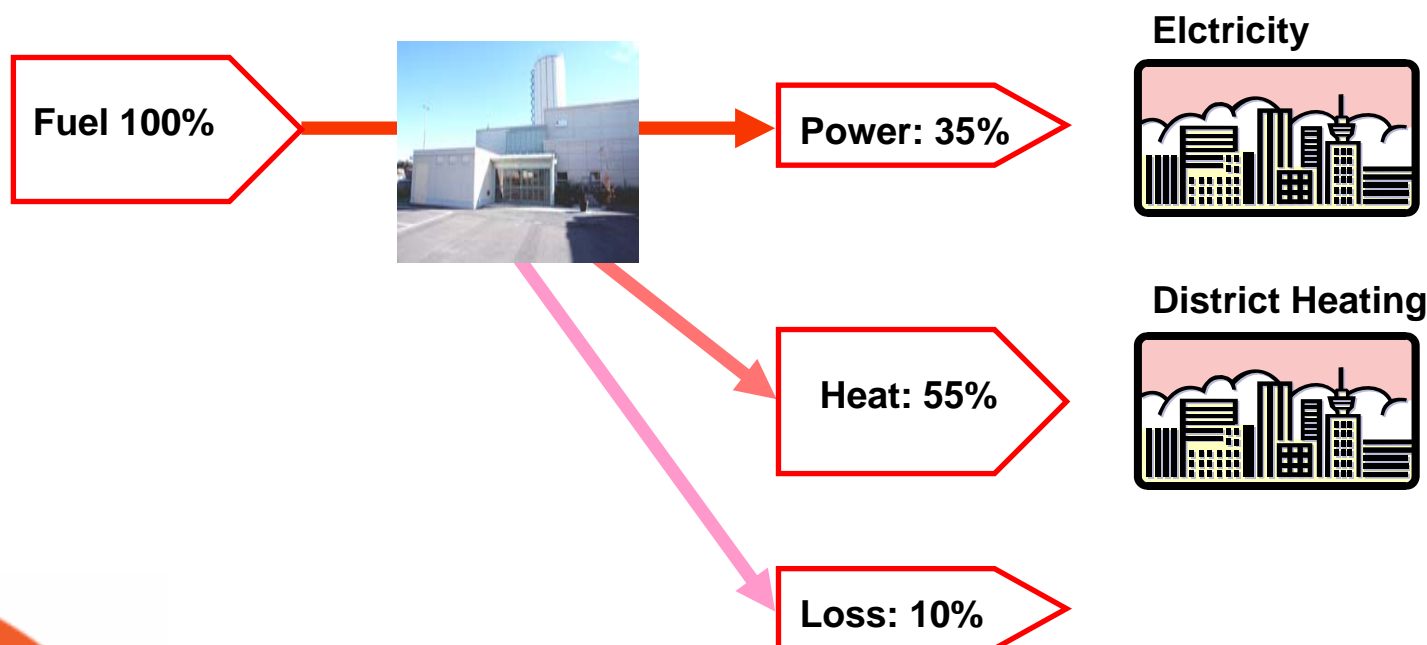 Elctricity
Fuel 100%
Power: 35%
District Heating
Heat: 55%
Loss: 10%